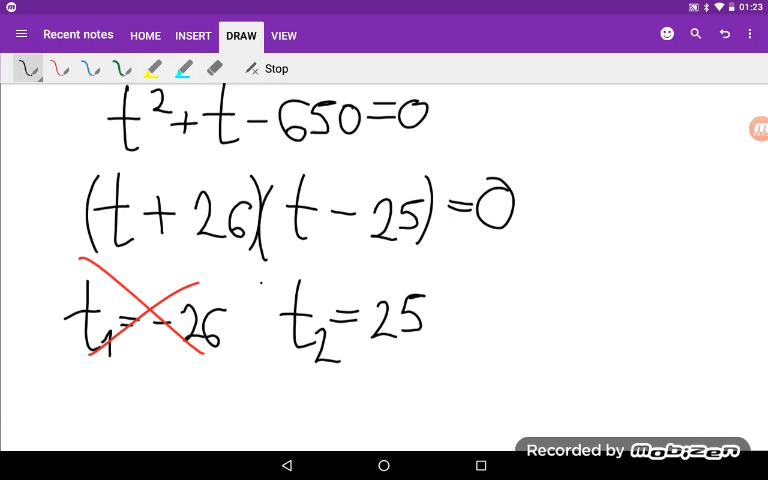 01:23
Recent notes HOME INSERT DRAW VIEW
Stop
t² + t - 650 = 0
(t + 26)(t - 25) = 0
t₁ = -26 t₂ = 25
Recorded by mobizen